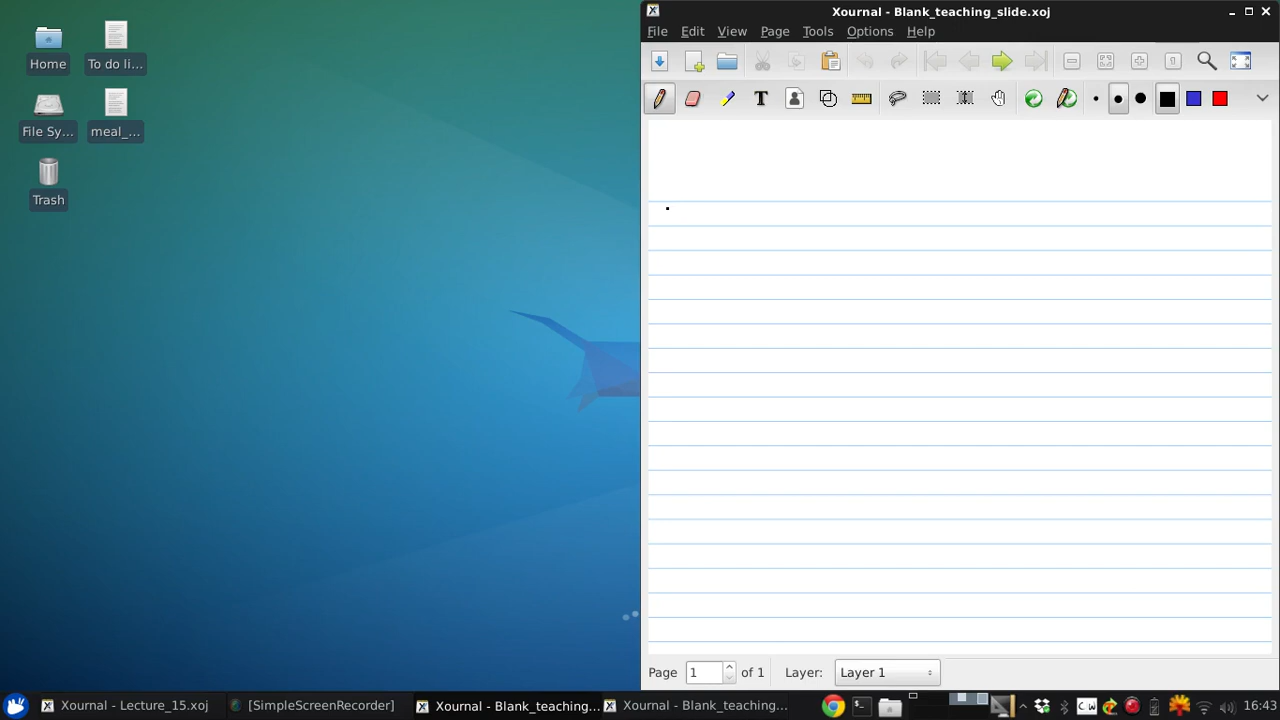 Xournal - Blank_teaching_slide.xoj
File Edit View Page Options Help
Home
To do li...
File Sy...
meal_...
Trash
Page 1 of 1 Layer: Layer 1
Xournal - Lecture_15.xoj
[SimpleScreenRecorder]
Xournal - Blank_teaching...
Xournal - Blank_teaching...
16:43